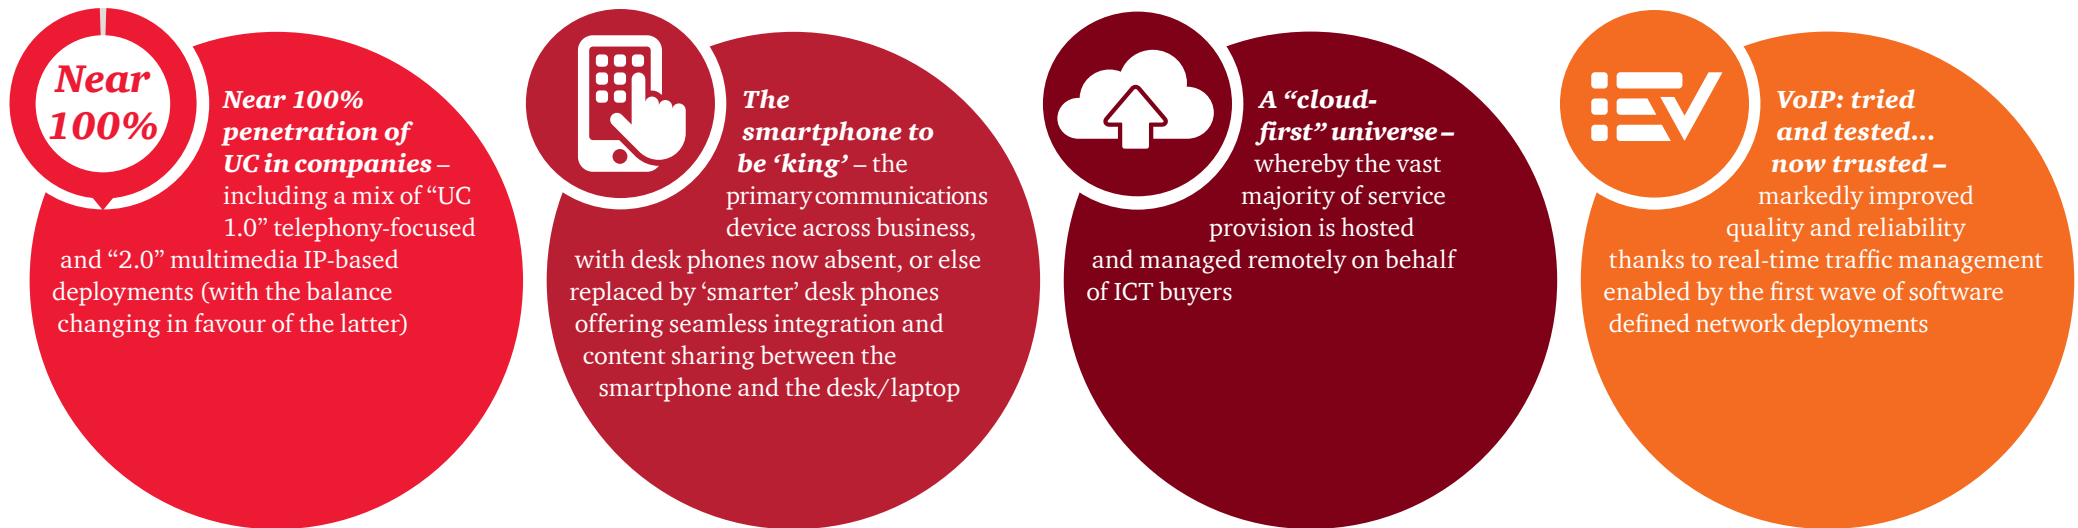 Near
100%
Near 100%
penetration of
UC in companies –
including a mix of “UC
1.0” telephony-focused
and “2.0” multimedia IP-based
deployments (with the balance
changing in favour of the latter)
The
smartphone to
be ‘king’ – the
primary communications
device across business,
with desk phones now absent, or else
replaced by ‘smarter’ desk phones
offering seamless integration and
content sharing between the
smartphone and the desk/laptop
A “cloud-
first” universe –
whereby the vast
majority of service
provision is hosted
and managed remotely on behalf
of ICT buyers
VoIP: tried
and tested...
now trusted –
markedly improved
quality and reliability
thanks to real-time traffic management
enabled by the first wave of software
defined network deployments